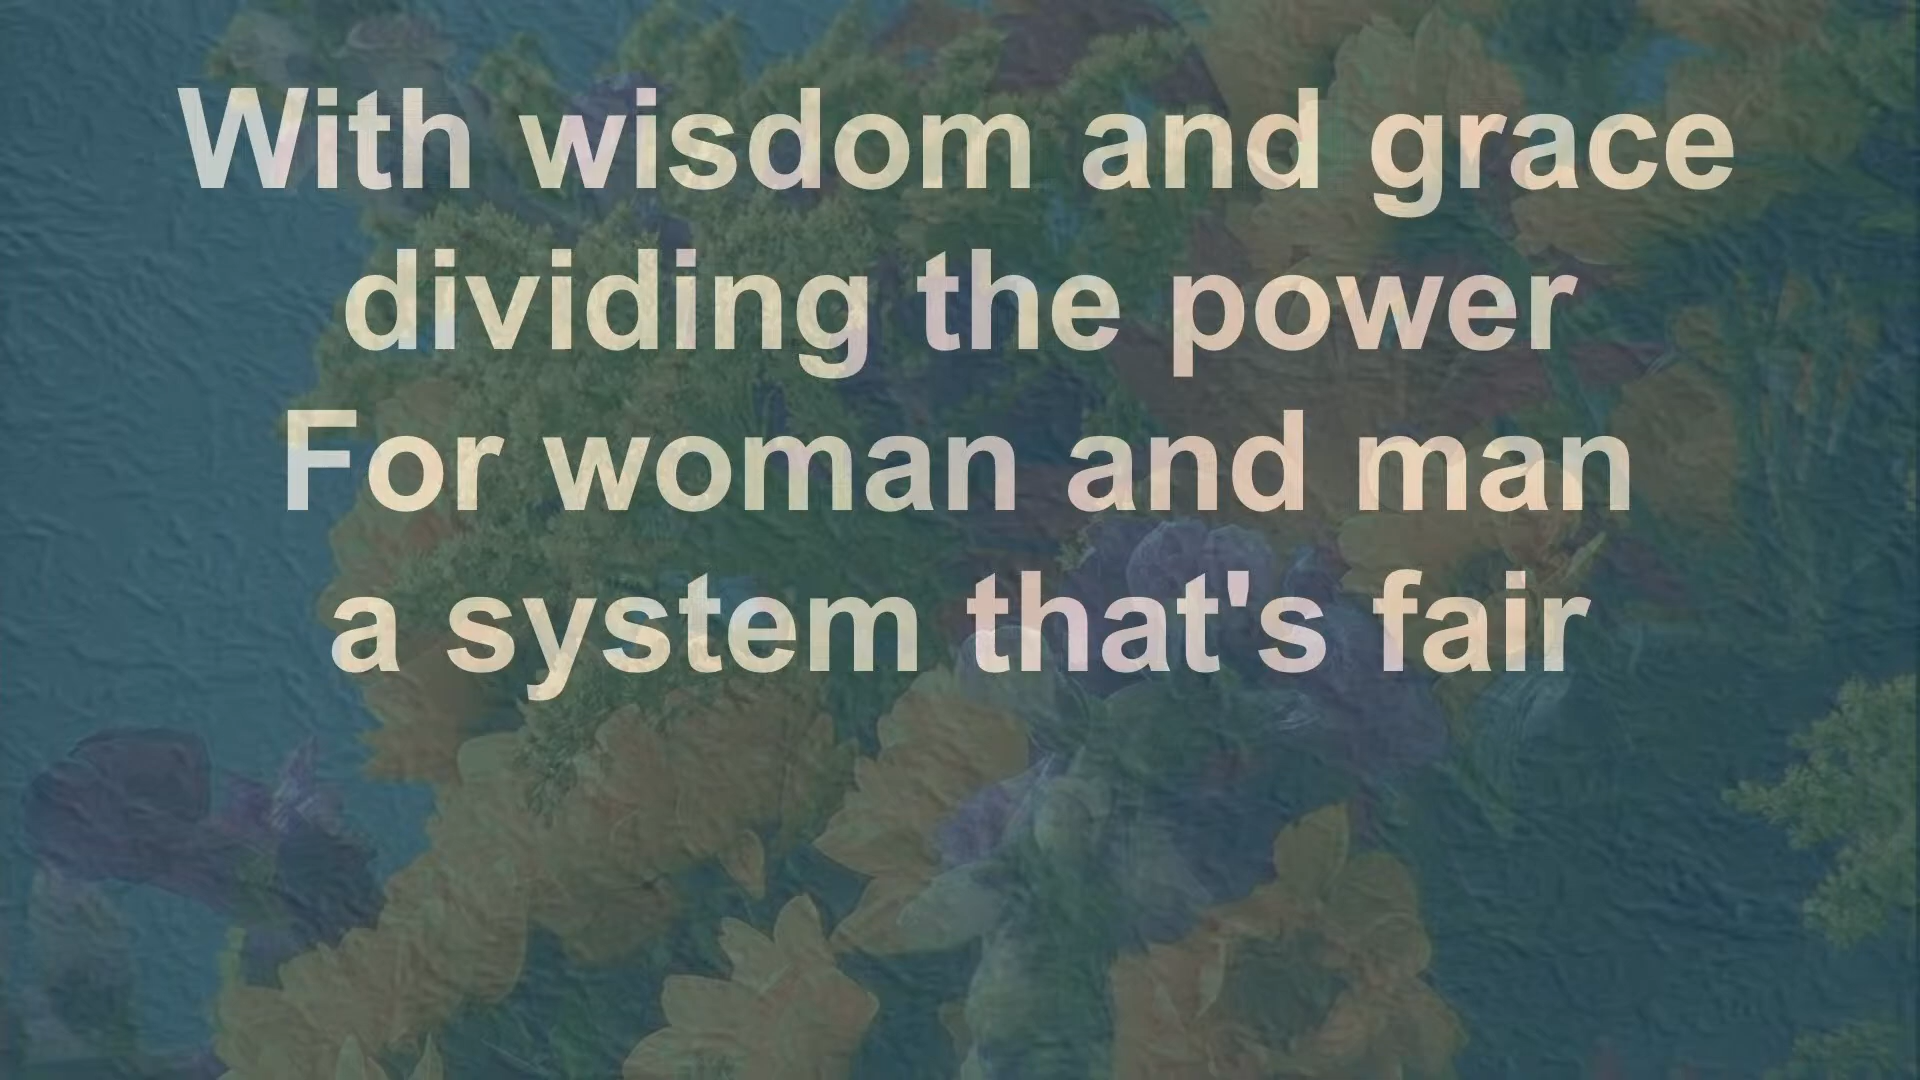 With wisdom and grace
dividing the power
For woman and man
a system that's fair